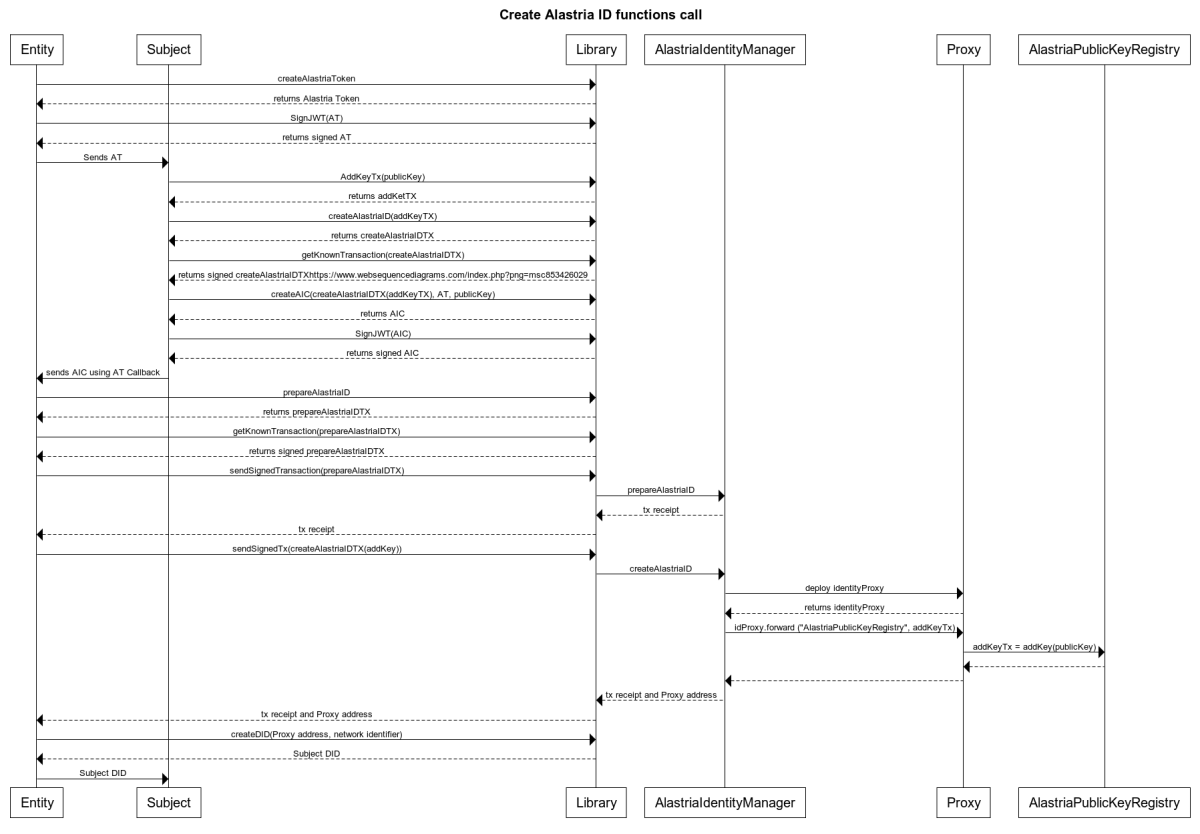 Create Alastria ID functions call
Entity
Subject
Library
AlastriaIdentityManager
Proxy
AlastriaPublicKeyRegistry
createAlastriaToken
returns Alastria Token
SignJWT(AT)
returns signed AT
Sends AT
AddKeyTx(publicKey)
returns addKetTX
createAlastriaID(addKeyTX)
returns createAlastriaIDTX
getKnownTransaction(createAlastriaIDTX)
returns signed createAlastriaIDTXhttps://www.websequencediagrams.com/index.php?png=msc853426029
createAIC(createAlastriaIDTX(addKeyTX), AT, publicKey)
returns AIC
SignJWT(AIC)
returns signed AIC
sends AIC using AT Callback
prepareAlastriaID
returns prepareAlastriaIDTX
getKnownTransaction(prepareAlastriaIDTX)
returns signed prepareAlastriaIDTX
sendSignedTransaction(prepareAlastriaIDTX)
prepareAlastriaID
tx receipt
tx receipt
sendSignedTx(createAlastriaIDTX(addKey))
createAlastriaID
deploy identityProxy
returns identityProxy
idProxy.forward ("AlastriaPublicKeyRegistry", addKeyTx)
addKeyTx = addKey(publicKey)
tx receipt and Proxy address
tx receipt and Proxy address
createDID(Proxy address, network identifier)
Subject DID
Subject DID
Entity
Subject
Library
AlastriaIdentityManager
Proxy
AlastriaPublicKeyRegistry